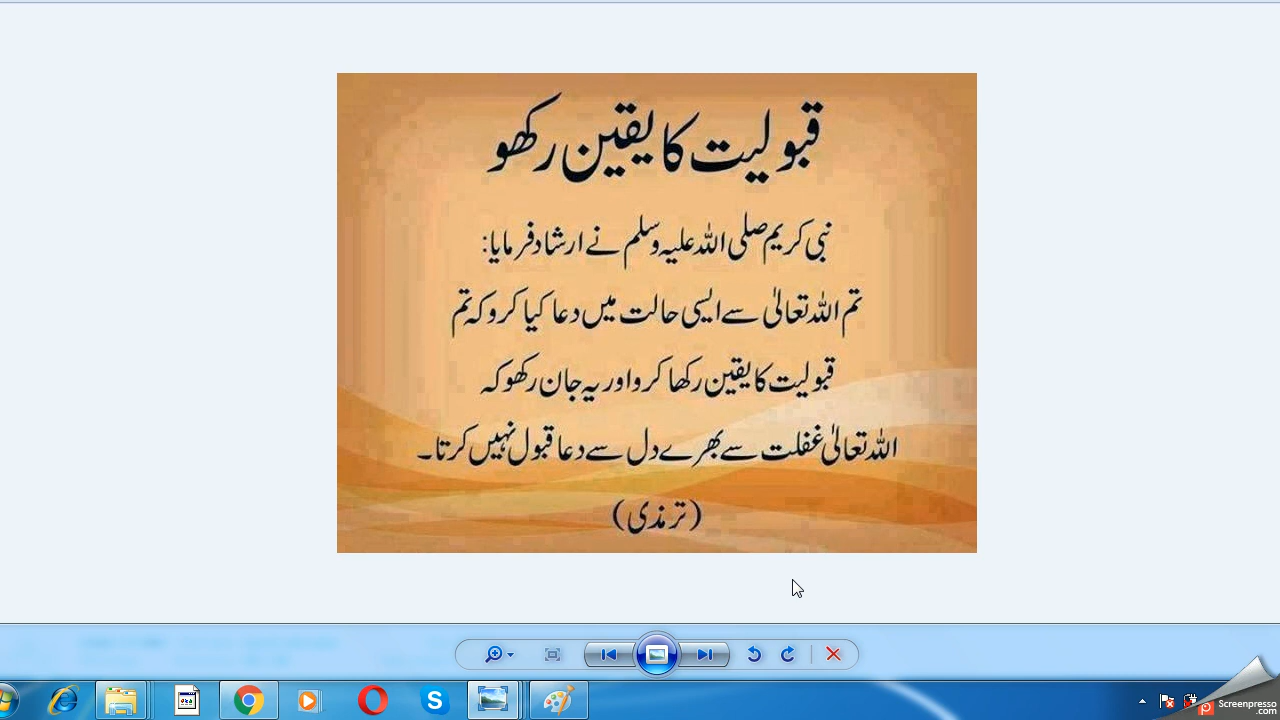 قبولیت کا یقین رکھو
نبی کریم صلی اللہ علیہ وسلم نے ارشاد فرمایا:
تم اللہ تعالیٰ سے ایسی حالت میں دعا کیا کرو کہ تم
قبولیت کا یقین رکھا کرو اور یہ جان رکھو کہ
اللہ تعالیٰ غفلت سے بھرے دل سے دعا قبول نہیں کرتا۔
(ترمذی)
Screenpresso
.com